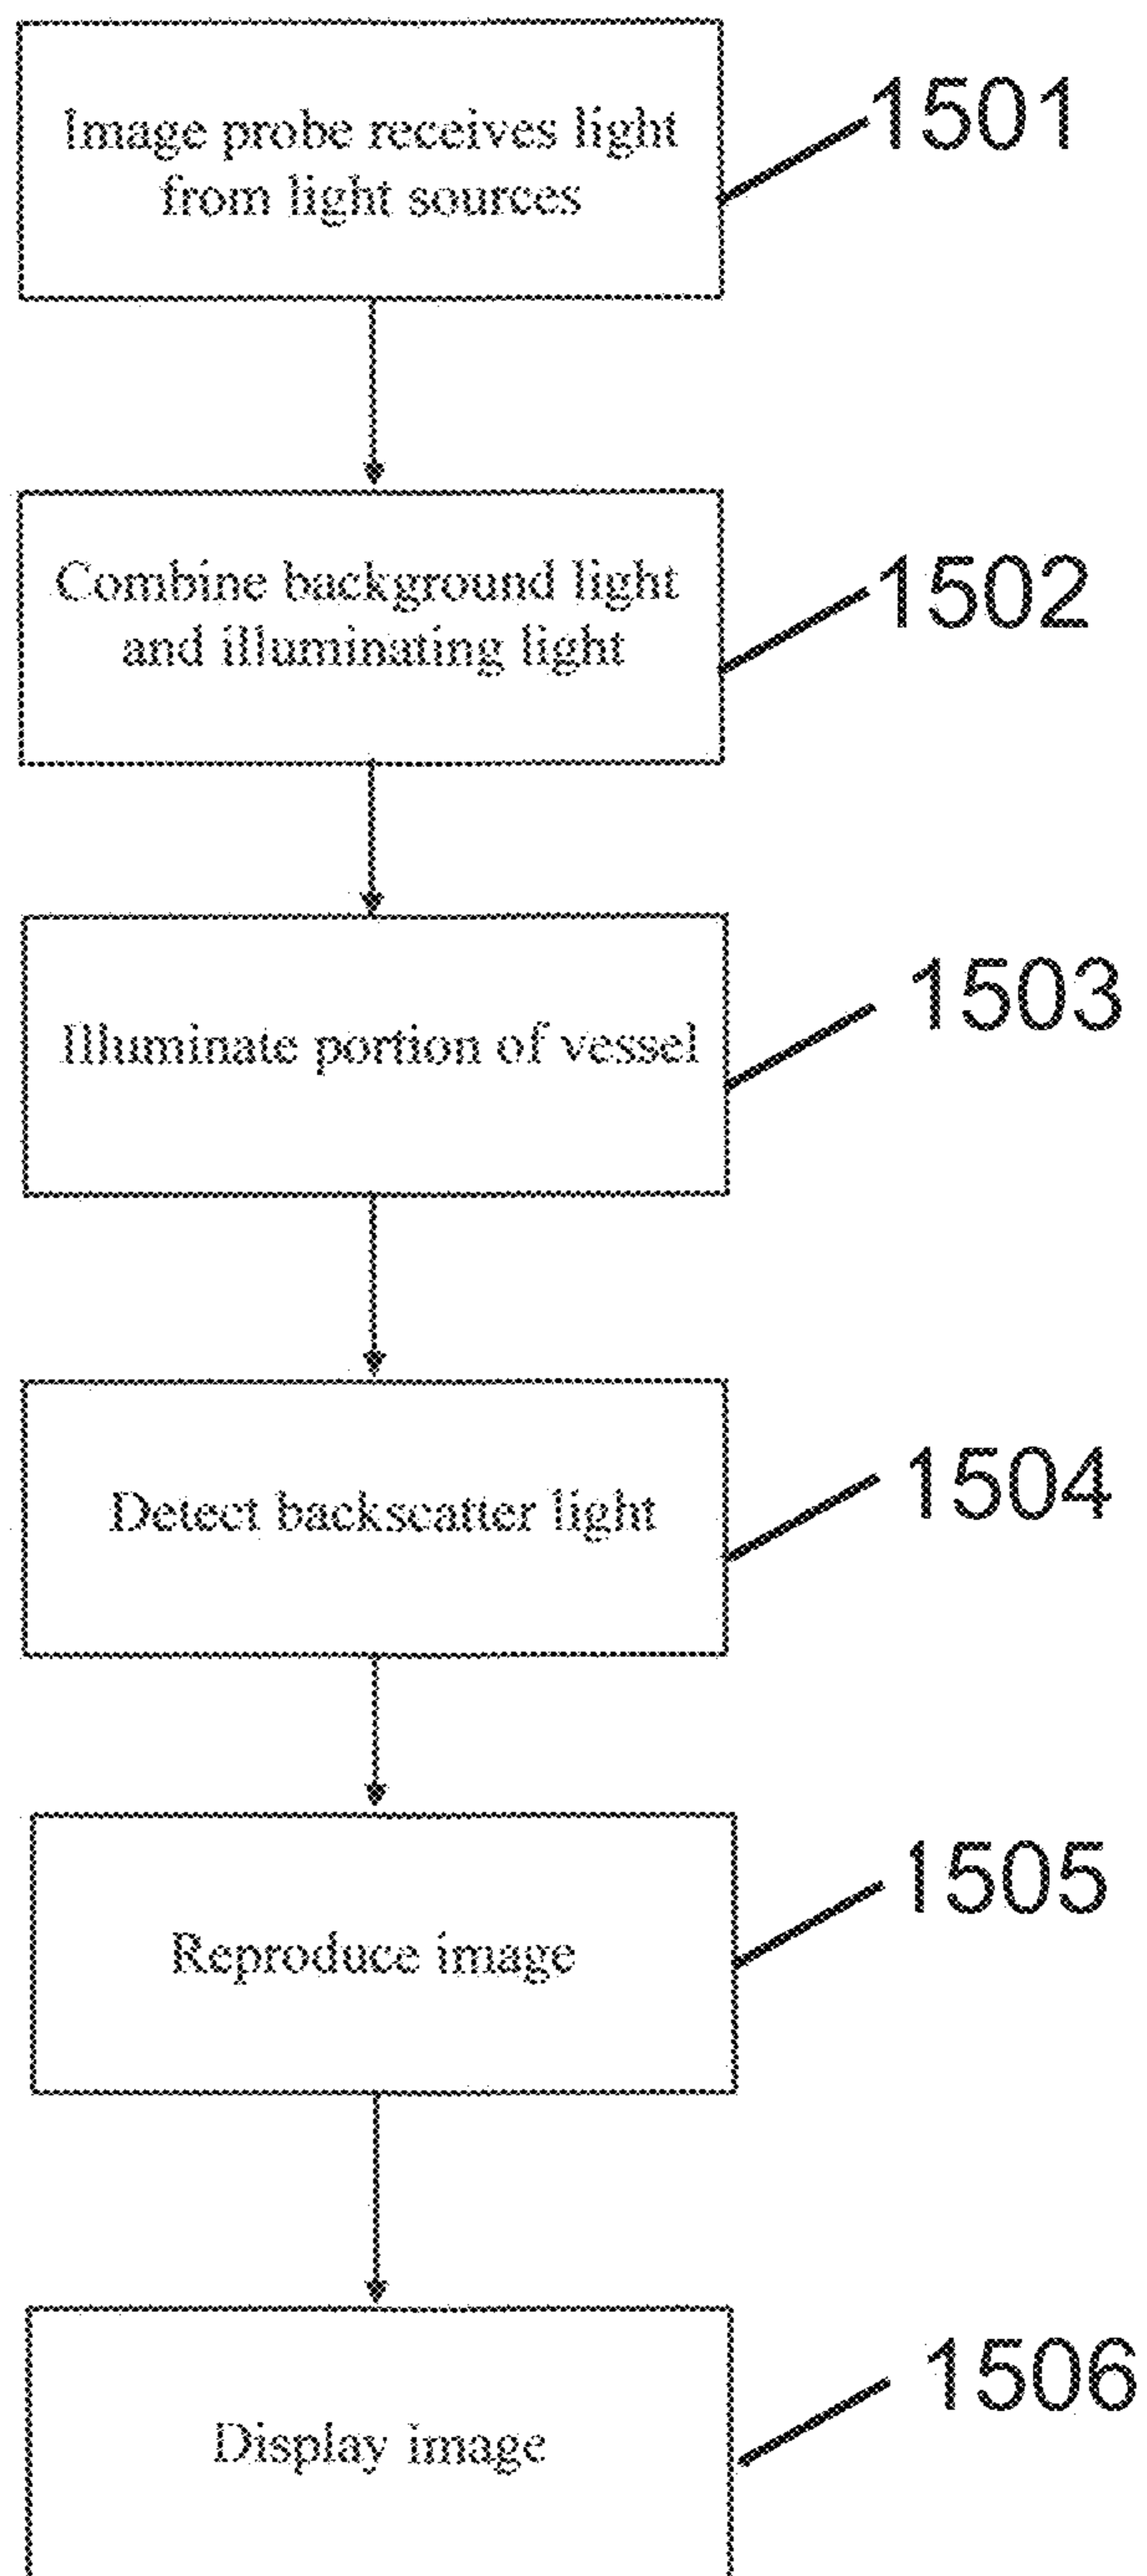 Image probe receives light
from light sources
1501
Combine background light
and illuminating light
1502
Illuminate portion of vessel
1503
Detect backscatter light
1504
Reproduce image
1505
Display image
1506